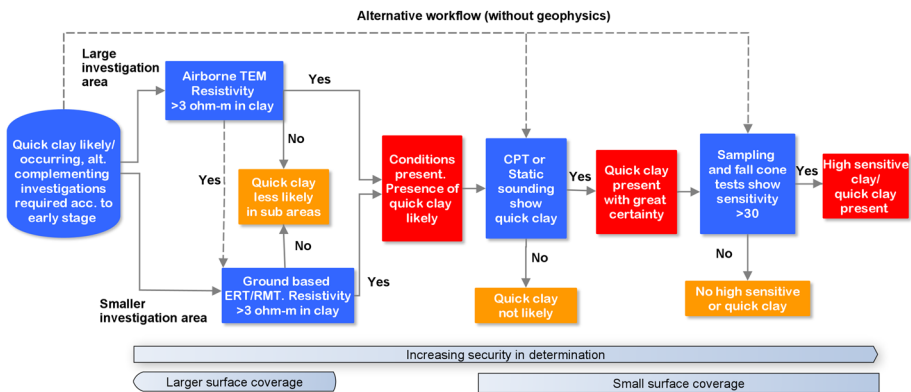 Alternative workflow (without geophysics)
Large
investigation
area
Airborne TEM
Resistivity
>3 ohm-m in clay
Yes
No
Quick clay likely/
occurring, alt.
complementing
investigations
required acc. to
early stage
Yes
Quick clay
less likely
in sub areas
No
Conditions
present.
Presence of
quick clay
likely
CPT or
Static
sounding
show
quick clay
Yes
Quick clay
present
with great
certainty
Sampling
and fall cone
tests show
sensitivity
>30
Yes
High sensitive
clay/
quick clay
present
Smaller
investigation area
Ground based
ERT/RMT. Resistivity
>3 ohm-m in clay
Yes
No
Quick clay
not likely
No
No high sensitive
or quick clay
Increasing security in determination
Larger surface coverage
Small surface coverage